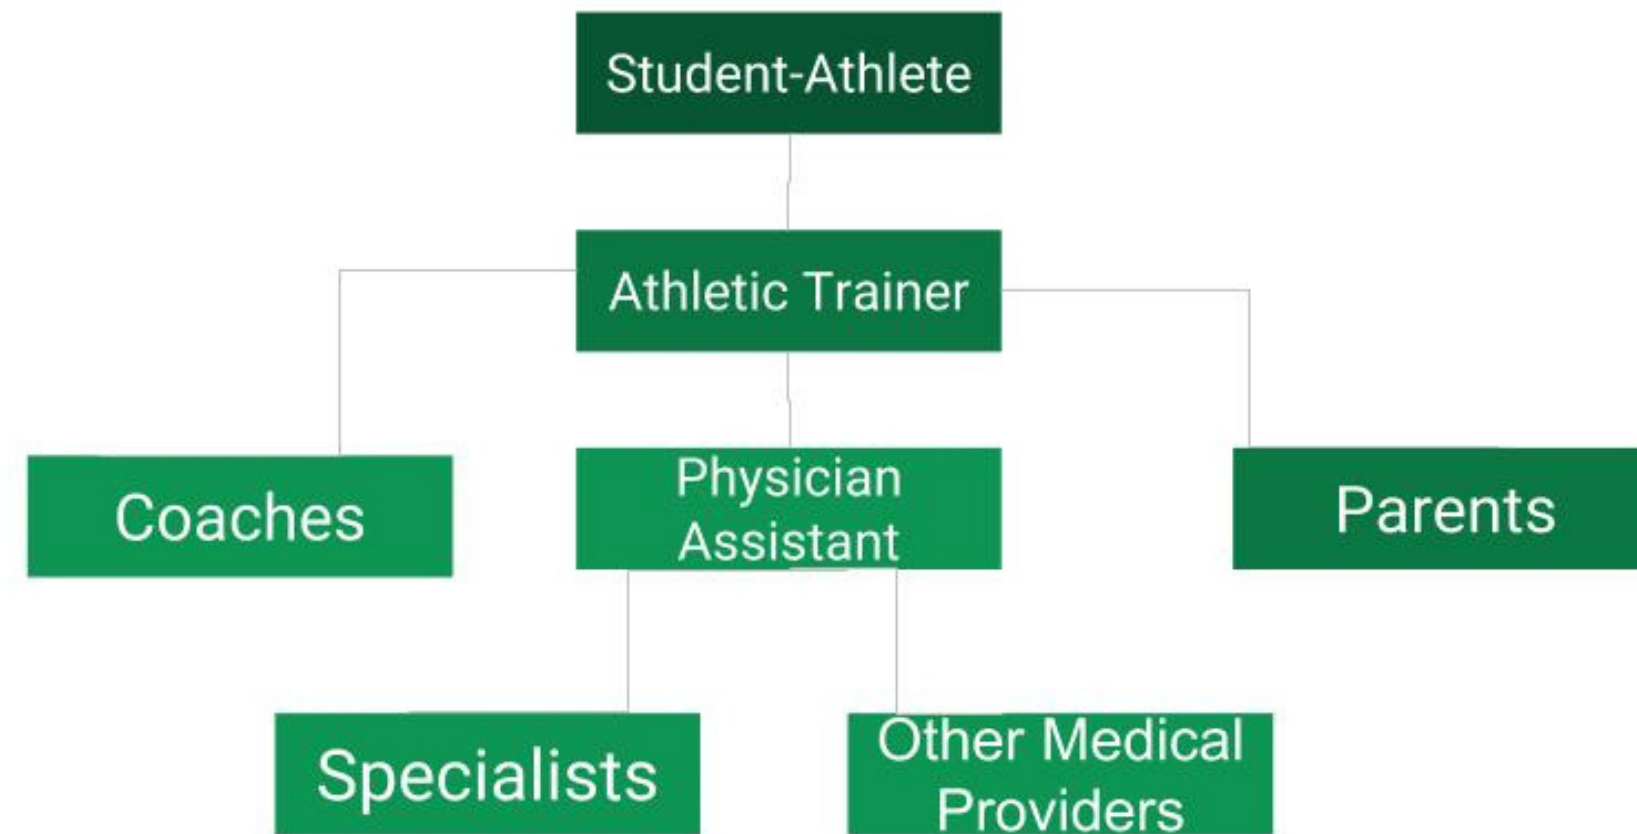 Student-Athlete
Athletic Trainer
Coaches
Physician
Assistant
Parents
Specialists
Other Medical
Providers